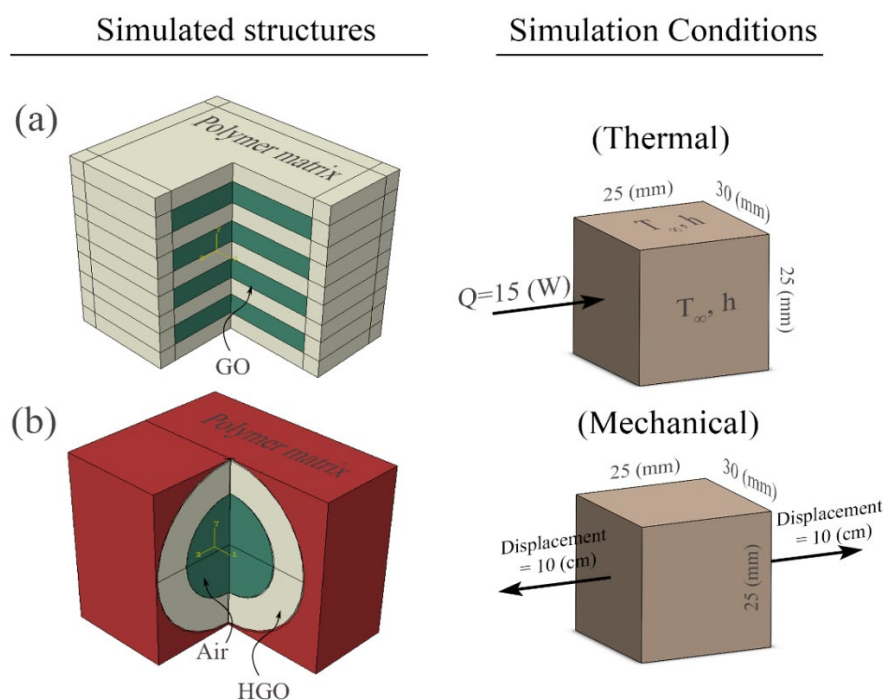 Simulated structures
Simulation Conditions
(a)
Polymer matrix
GO
(Thermal)
25 (mm)
30 (mm)
T∞, h
Q=15 (W)
T∞, h
25 (mm)
(b)
Polymer matrix
Air
HGO
(Mechanical)
25 (mm)
30 (mm)
Displacement
= 10 (cm)
Displacement
= 10 (cm)
25 (mm)